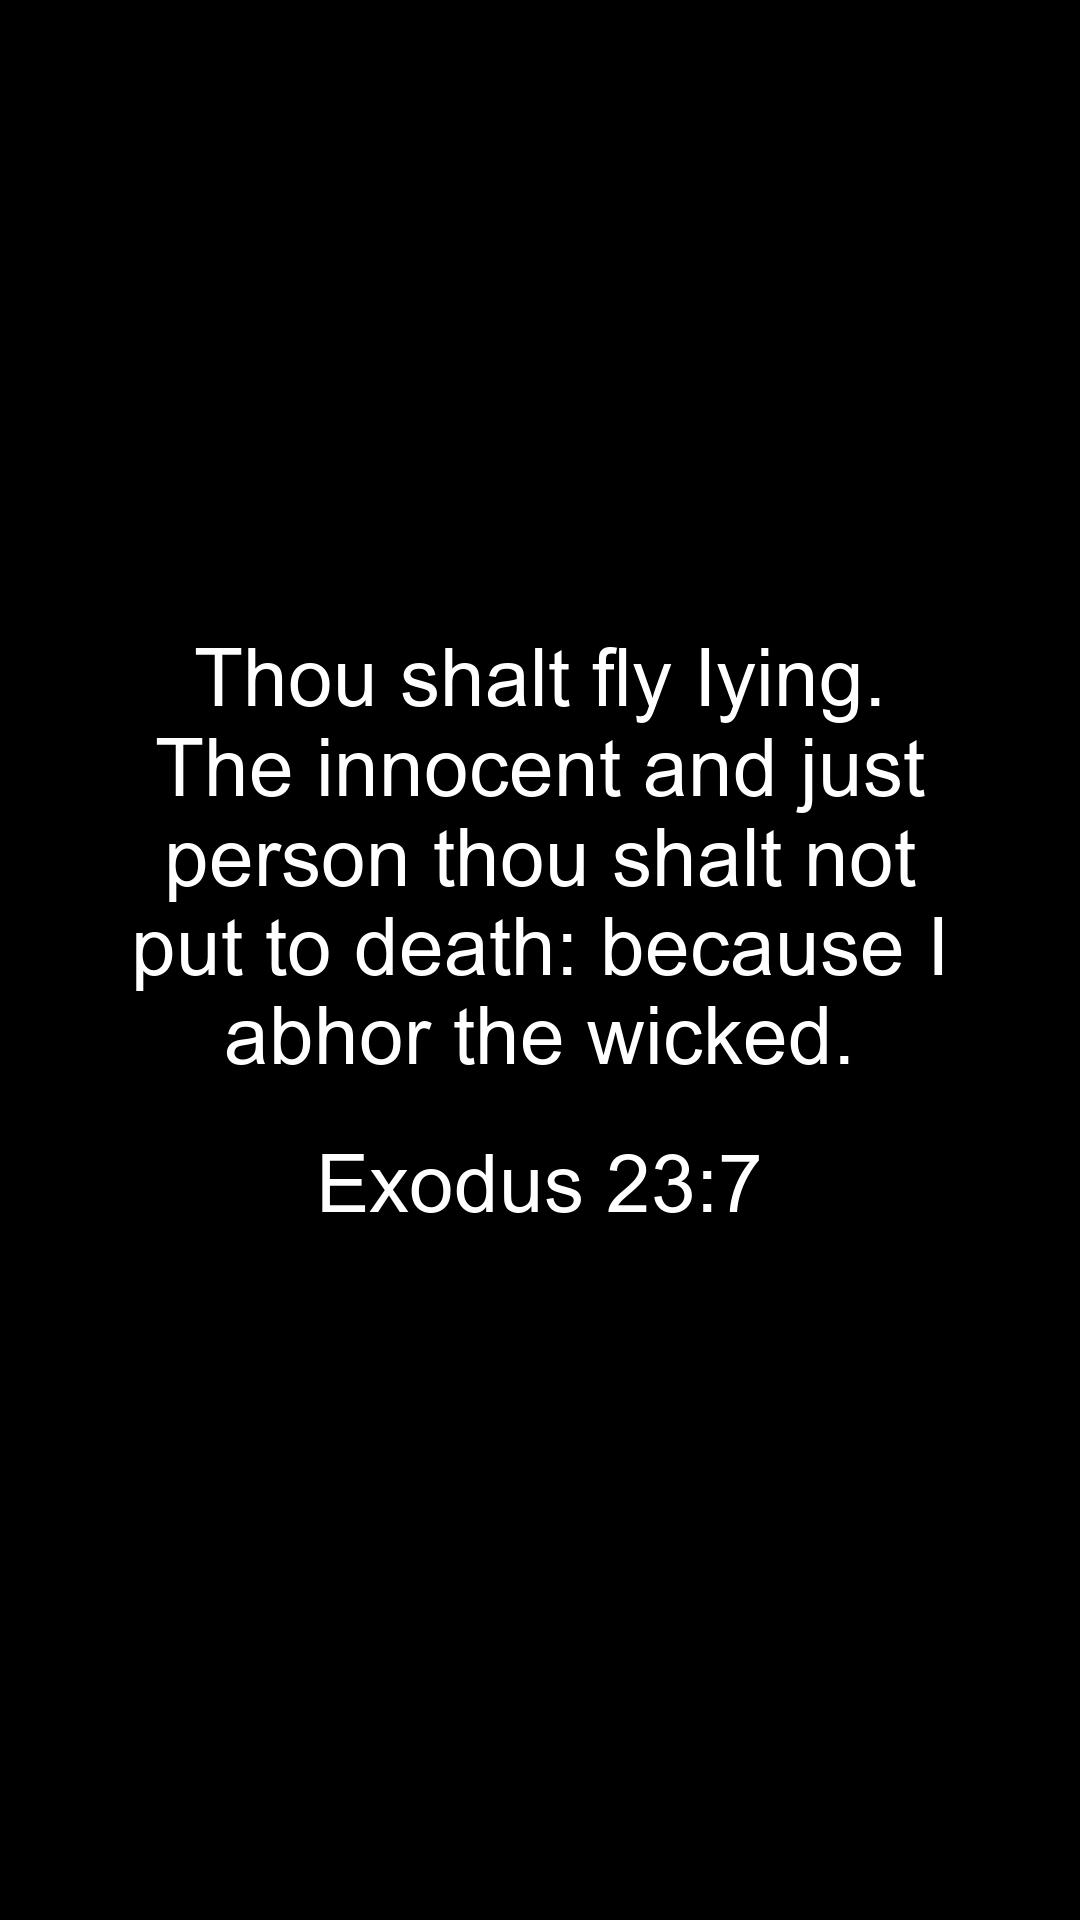 Thou shalt fly lying.
The innocent and just
person thou shalt not
put to death: because I
abhor the wicked.
Exodus 23:7